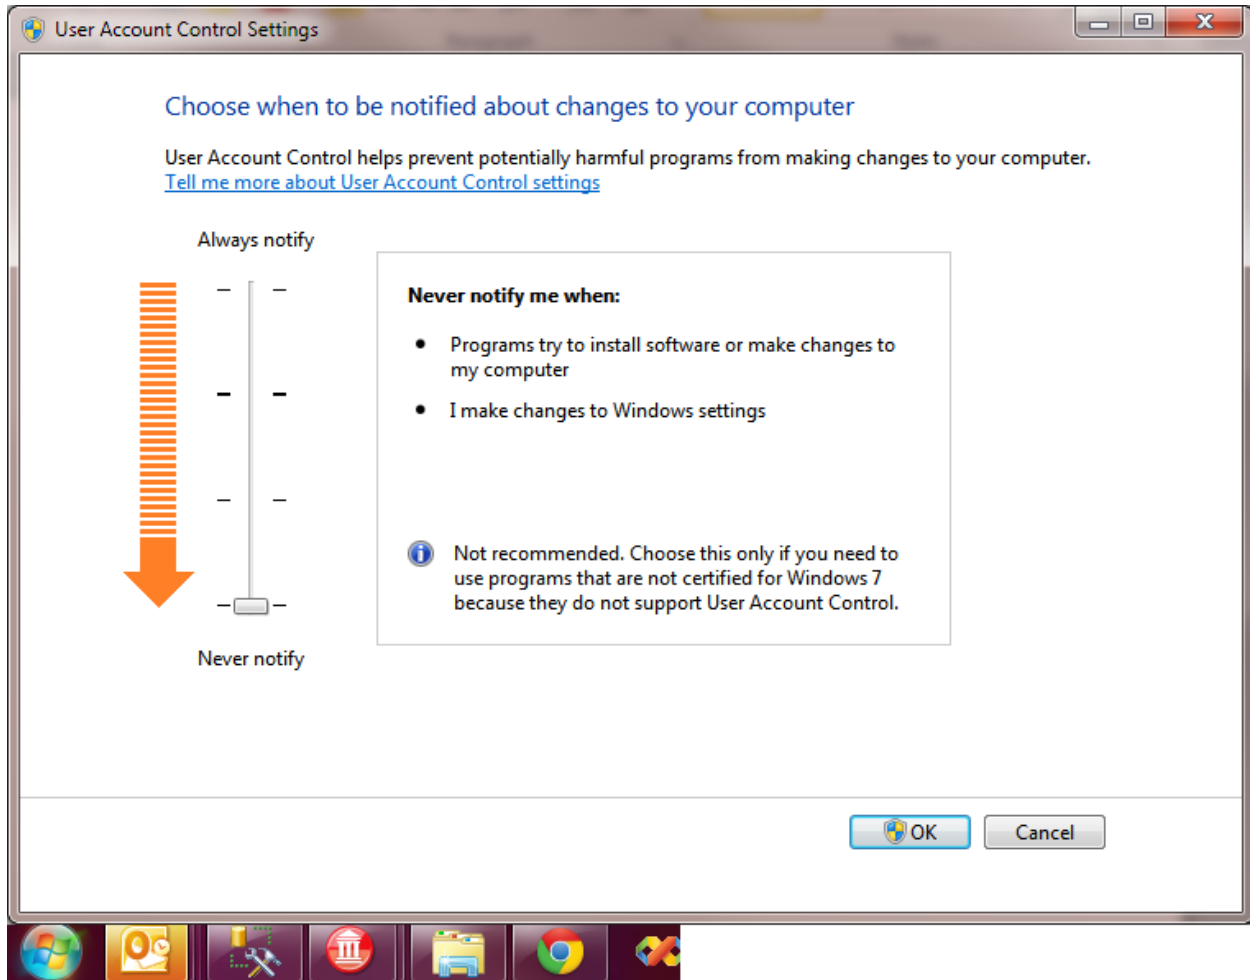 User Account Control Settings
Choose when to be notified about changes to your computer
User Account Control helps prevent potentially harmful programs from making changes to your computer.
Tell me more about User Account Control settings
Always notify
Never notify me when:
• Programs try to install software or make changes to
my computer
• I make changes to Windows settings
Not recommended. Choose this only if you need to
use programs that are not certified for Windows 7
because they do not support User Account Control.
Never notify
OK
Cancel